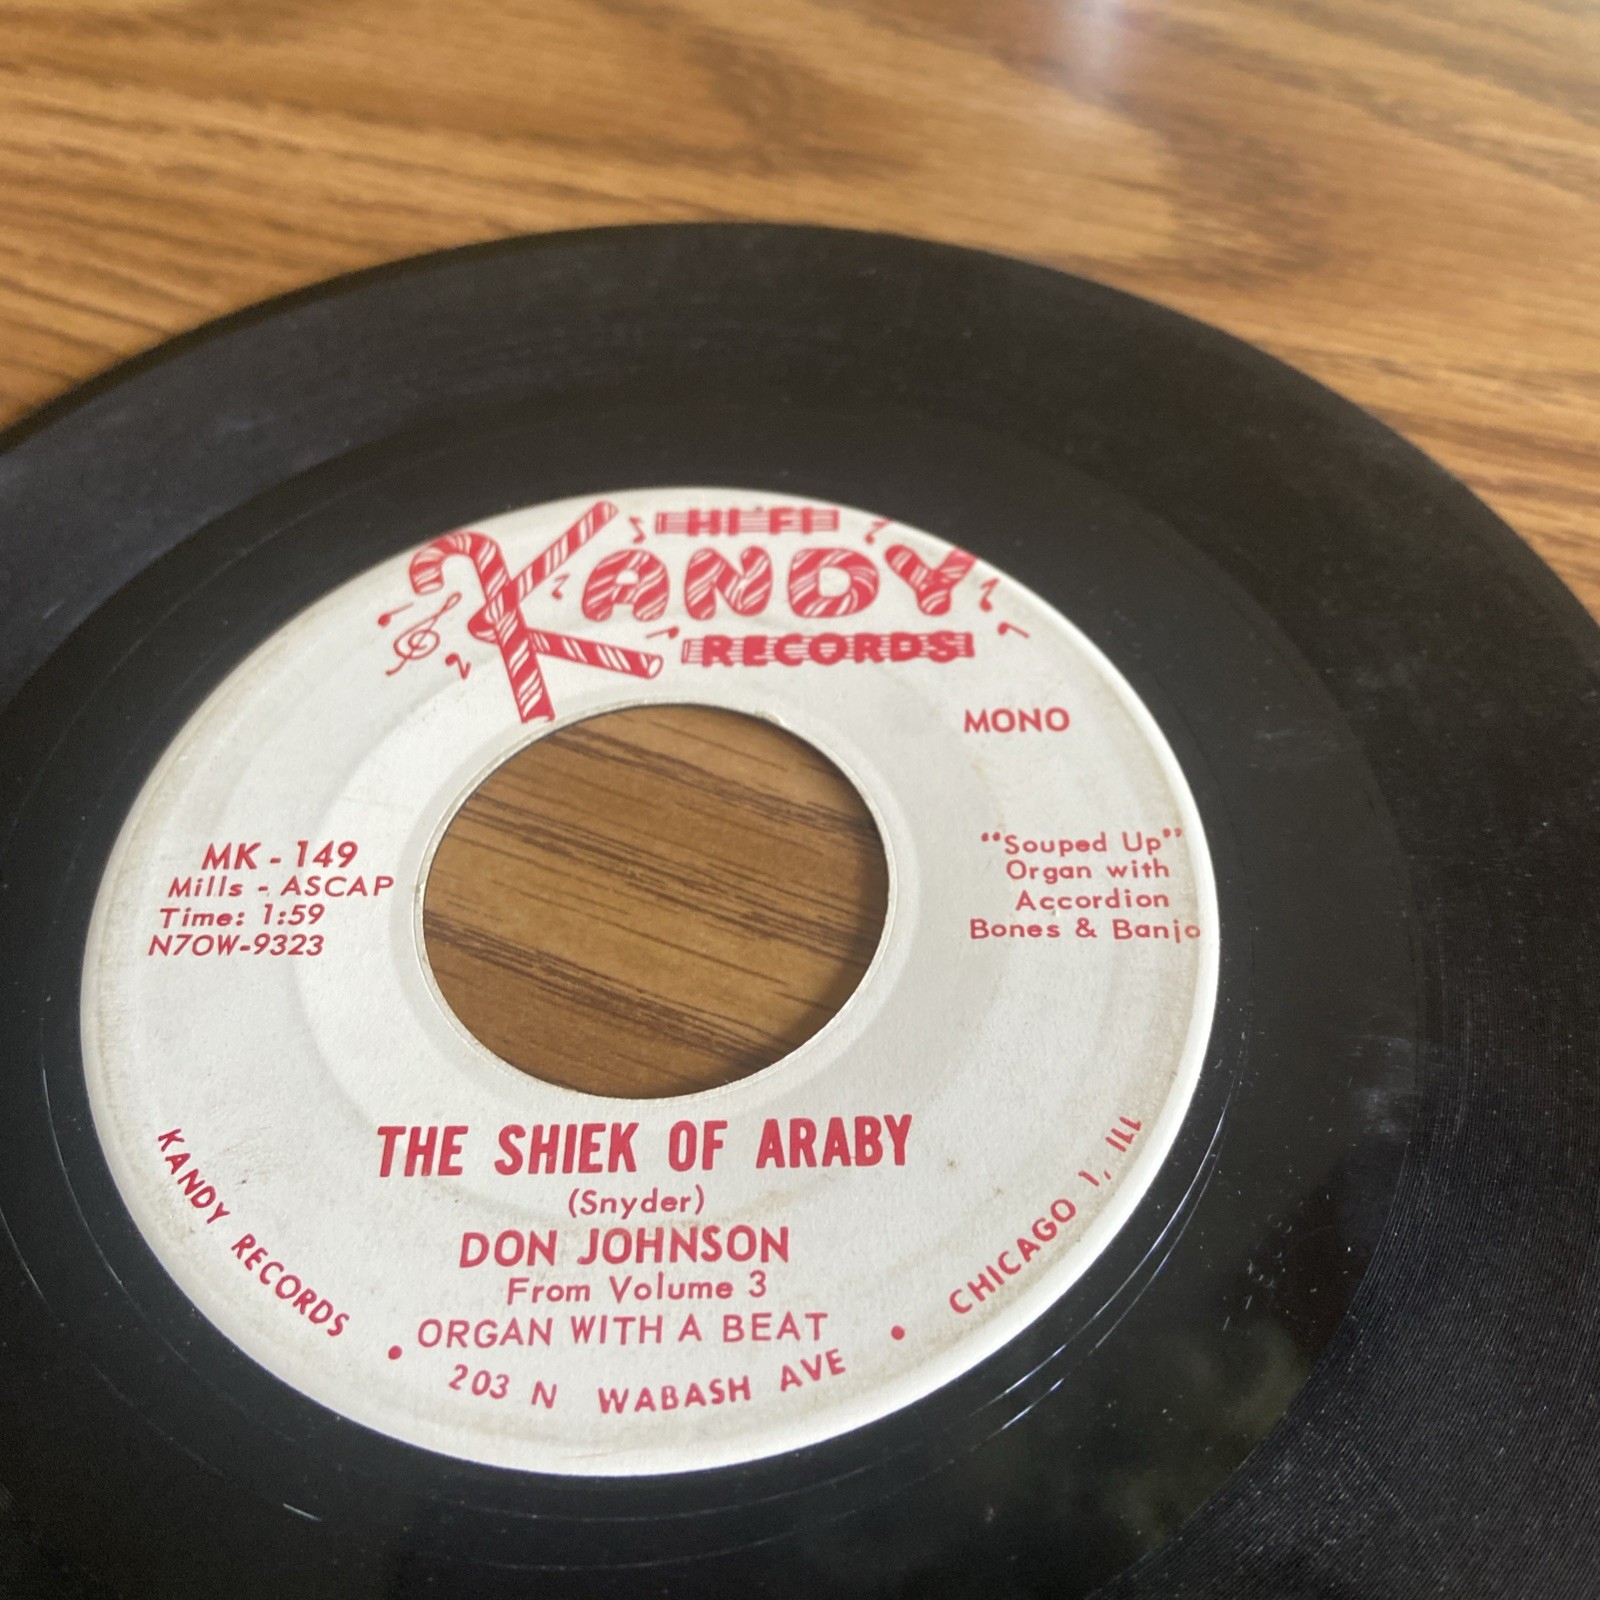 HI-FI
KANDY
RECORDS
MONO
MK - 149
Mills - ASCAP
Time: 1:59
N7OW-9323
"Souped Up"
Organ with
Accordion
Bones & Banjo
THE SHIEK OF ARABY
(Snyder)
DON JOHNSON
From Volume 3
ORGAN WITH A BEAT
KANDY RECORDS • 203 N WABASH AVE • CHICAGO 1, ILL